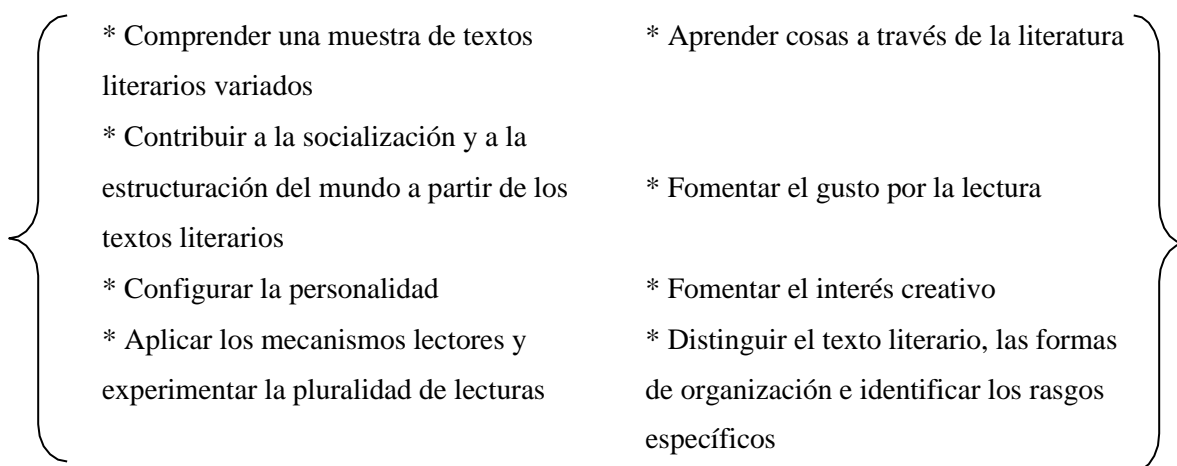 * Comprender una muestra de textos
literarios variados
* Contribuir a la socialización y a la
estructuración del mundo a partir de los
textos literarios
* Configurar la personalidad
* Aplicar los mecanismos lectores y
experimentar la pluralidad de lecturas
* Aprender cosas a través de la literatura
* Fomentar el gusto por la lectura
* Fomentar el interés creativo
* Distinguir el texto literario, las formas
de organización e identificar los rasgos
específicos